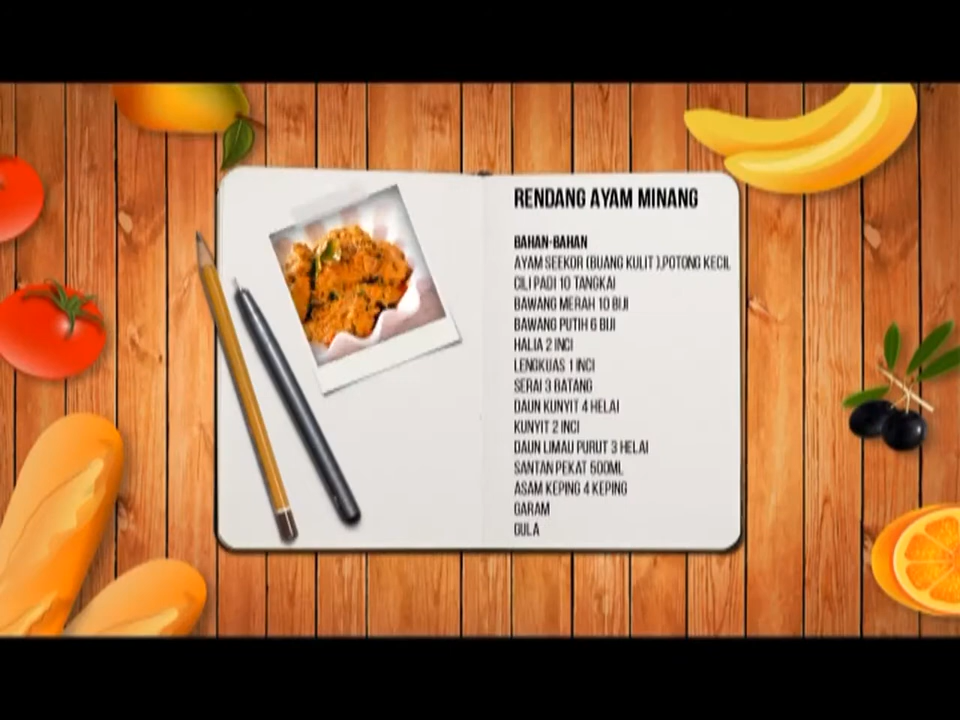 RENDANG AYAM MINANG
BAHAN-BAHAN
AYAM SEEKOR (BUANG KULIT ),POTONG KECIL
CILI PADI 10 TANGKAI
BAWANG MERAH 10 BIJI
BAWANG PUTIH 6 BIJI
HALIA 2 INCI
LENGKUAS 1 INCI
SERAI 3 BATANG
DAUN KUNYIT 4 HELAI
KUNYIT 2 INCI
DAUN LIMAU PURUT 3 HELAI
SANTAN PEKAT 500ML
ASAM KEPING 4 KEPING
GARAM
GULA